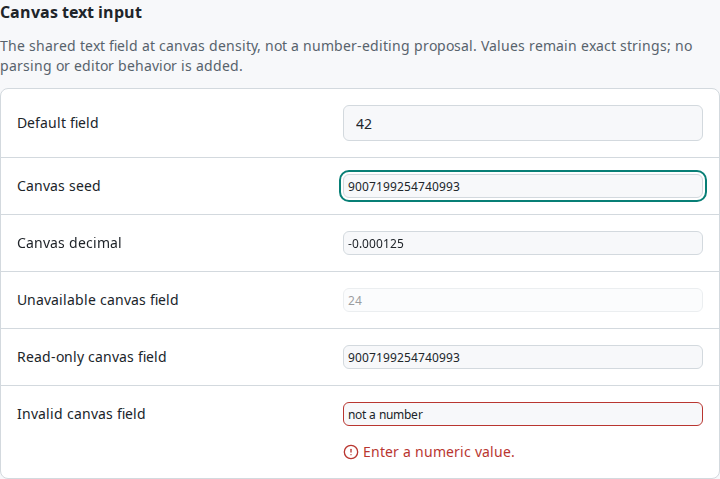 Canvas text input
The shared text field at canvas density, not a number-editing proposal. Values remain exact strings; no
parsing or editor behavior is added.
Default field
42
Canvas seed
9007199254740993
Canvas decimal
-0.000125
Unavailable canvas field
24
Read-only canvas field
9007199254740993
Invalid canvas field
not a number
Enter a numeric value.